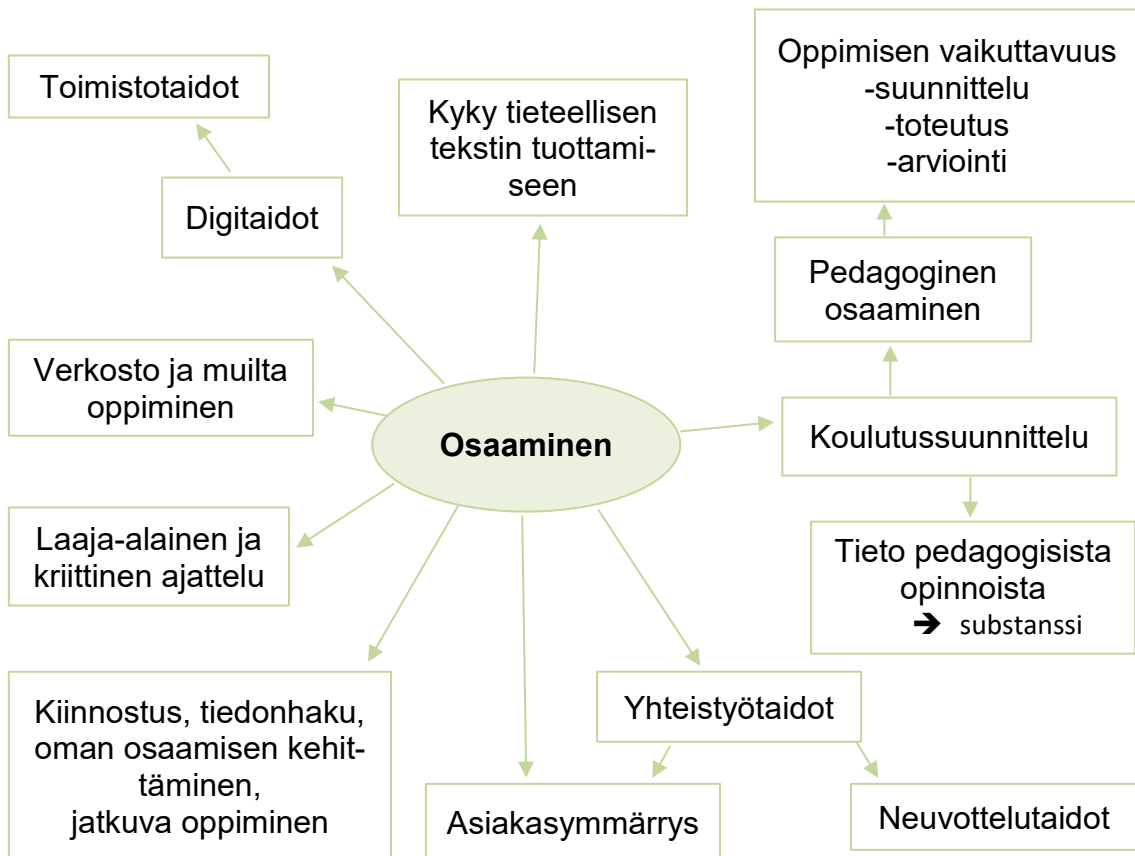 Toimistotaidot
Digitaidot
Kyky tieteellisen
tekstin tuottami-
seen
Oppimisen vaikuttavuus
-suunnittelu
-toteutus
-arviointi
Pedagoginen
osaaminen
Verkosto ja muilta
oppiminen
Osaaminen
Koulutussuunnittelu
Laaja-alainen ja
kriittinen ajattelu
Tieto pedagogisista
opinnoista
➔ substanssi
Kiinnostus, tiedonhaku,
oman osaamisen kehit-
täminen,
jatkuva oppiminen
Yhteistyötaidot
Asiakasymmärrys
Neuvottelutaidot